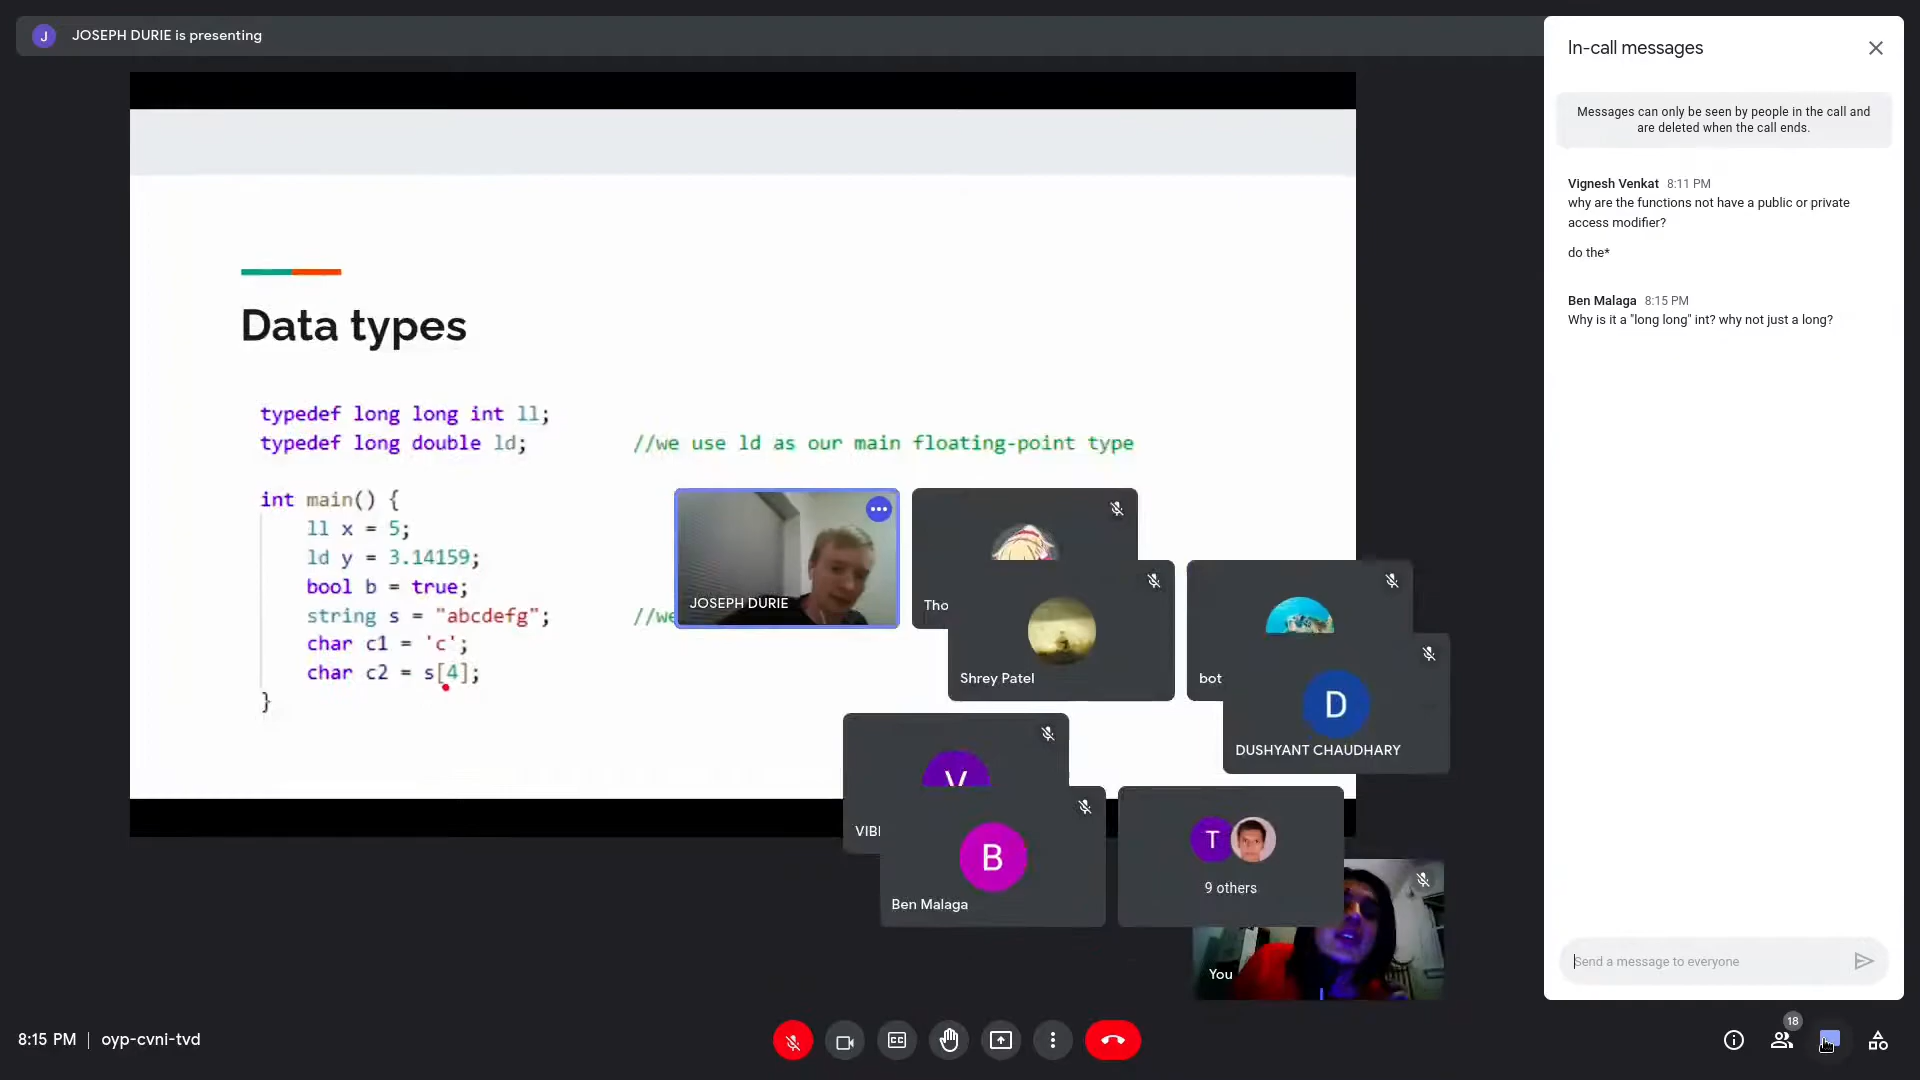 J
JOSEPH DURIE is presenting
Data types
typedef long long int ll;
typedef long double ld; //we use ld as our main floating-point type
int main() {
ll x = 5;
ld y = 3.14159;
bool b = true;
string s = "abcdefg"; //we
char c1 = 'c';
char c2 = s[4];
}
JOSEPH DURIE
Tho
Shrey Patel
bot
D
DUSHYANT CHAUDHARY
V
B
Ben Malaga
T
9 others
You
In-call messages
Messages can only be seen by people in the call and
are deleted when the call ends.
Vignesh Venkat 8:11 PM
why are the functions not have a public or private
access modifier?
do the*
Ben Malaga 8:15 PM
Why is it a "long long" int? why not just a long?
Send a message to everyone
8:15 PM | oyp-cvni-tvd
18